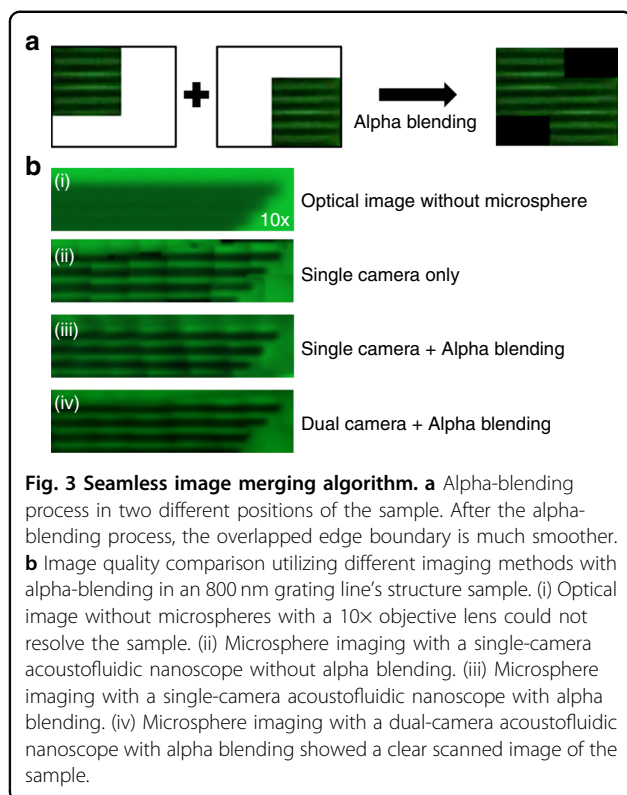 a
Alpha blending
b
(i)
10x
Optical image without microsphere
(ii)
Single camera only
(iii)
Single camera + Alpha blending
(iv)
Dual camera + Alpha blending
Fig. 3 Seamless image merging algorithm. a Alpha-blending
process in two different positions of the sample. After the alpha-
blending process, the overlapped edge boundary is much smoother.
b Image quality comparison utilizing different imaging methods with
alpha-blending in an 800 nm grating line's structure sample. (i) Optical
image without microspheres with a 10× objective lens could not
resolve the sample. (ii) Microsphere imaging with a single-camera
acoustofluidic nanoscope without alpha blending. (iii) Microsphere
imaging with a single-camera acoustofluidic nanoscope with alpha
blending. (iv) Microsphere imaging with a dual-camera acoustofluidic
nanoscope with alpha blending showed a clear scanned image of the
sample.